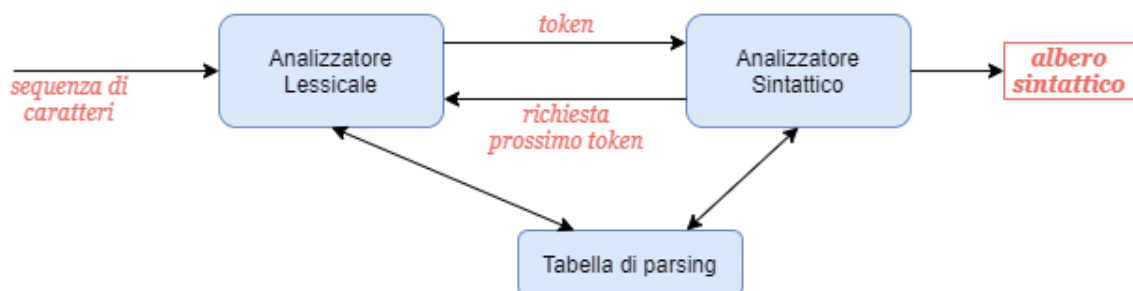 token
Analizzatore
Lessicale
Analizzatore
Sintattico
albero
sintattico
sequenza di
caratteri
richiesta
prossimo token
Tabella di parsing